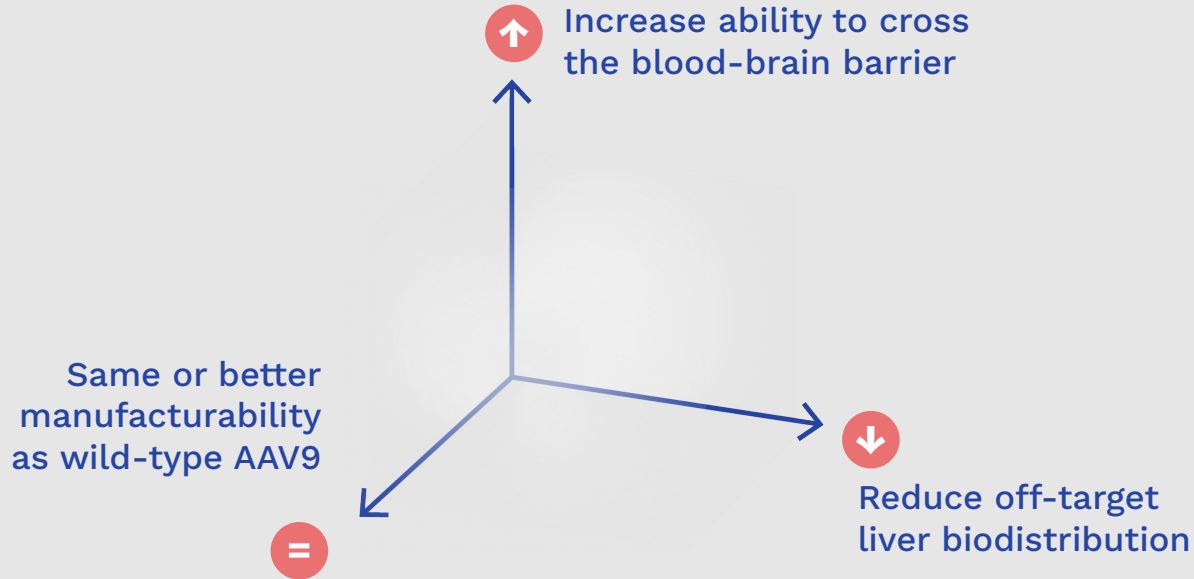 Increase ability to cross
the blood-brain barrier
Same or better
manufacturability
as wild-type AAV9
=
Reduce off-target
liver biodistribution